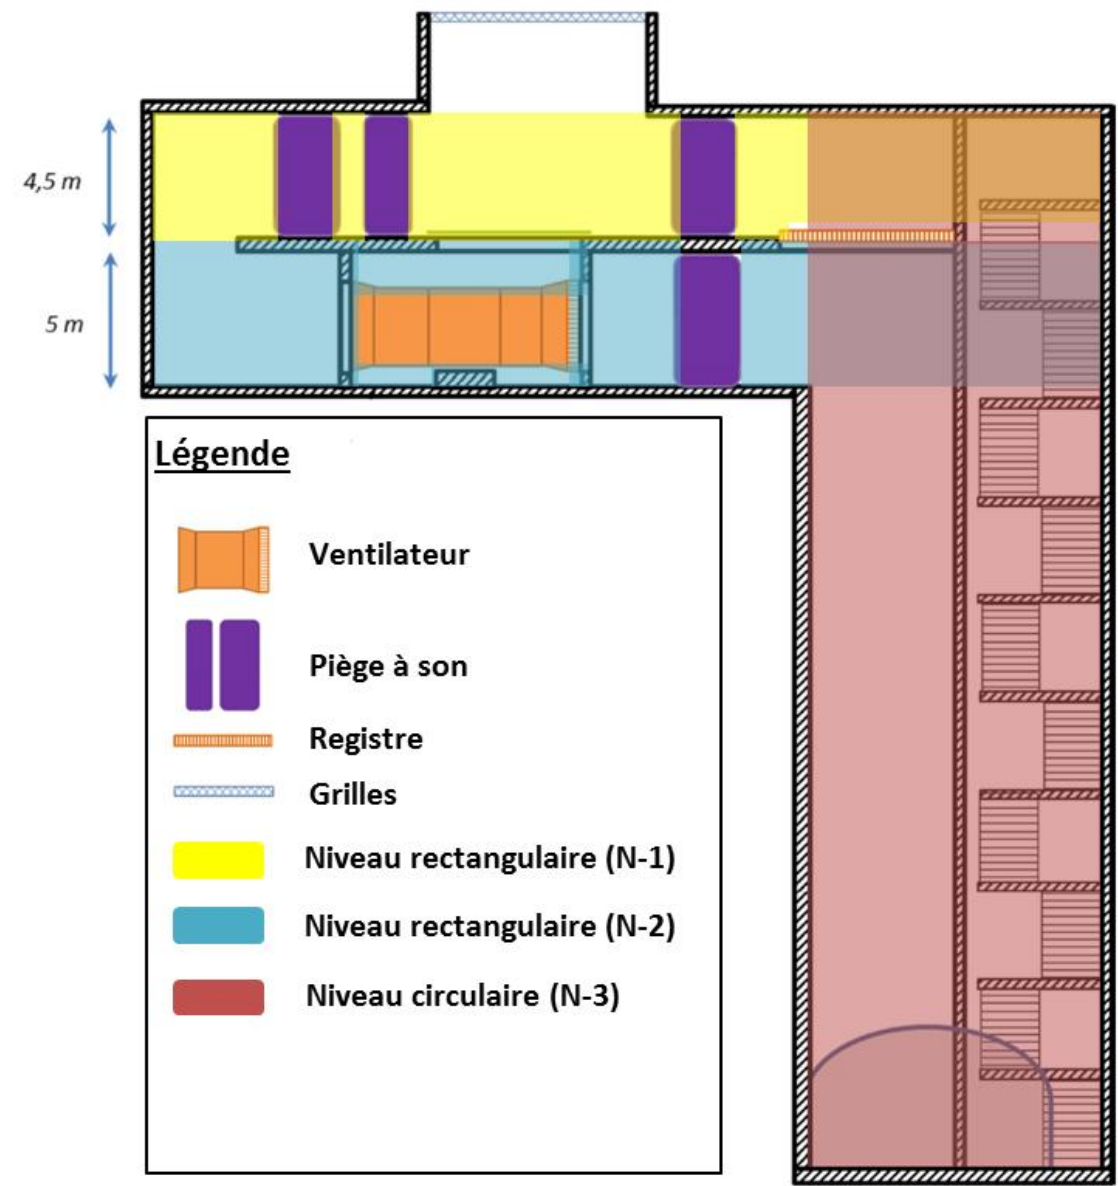 4,5 m
5 m
Légende
Ventilateur
Piège à son
Registre
Grilles
Niveau rectangulaire (N-1)
Niveau rectangulaire (N-2)
Niveau circulaire (N-3)